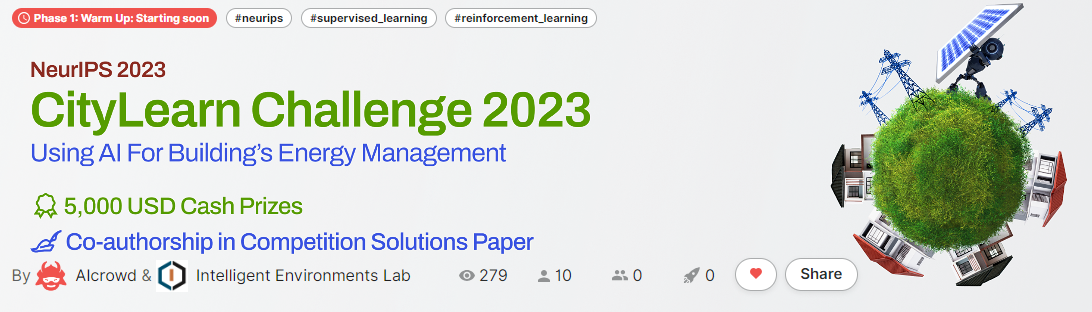 Phase 1: Warm Up: Starting soon #neurips #supervised_learning #reinforcement_learning
NeurIPS 2023
CityLearn Challenge 2023
Using AI For Building's Energy Management
5,000 USD Cash Prizes
Co-authorship in Competition Solutions Paper
By AIcrowd & Intelligent Environments Lab 279 10 0 0 Share